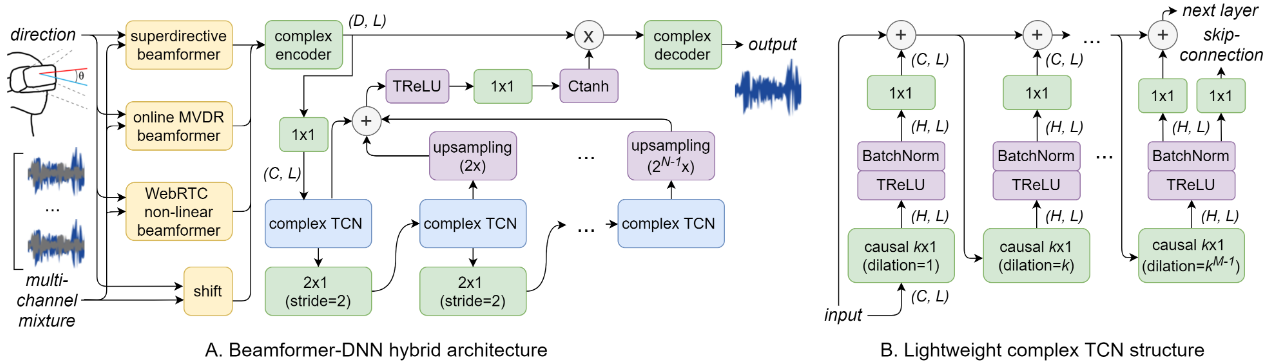 direction
θ
...
multi-
channel
mixture
superdirective
beamformer
online MVDR
beamformer
WebRTC
non-linear
beamformer
shift
complex
encoder
(D, L)
x
complex
decoder
output
TReLU
1x1
Ctanh
1x1
+
(C, L)
upsampling
(2x)
...
upsampling
(2^{N-1}x)
complex TCN
complex TCN
...
complex TCN
2x1
(stride=2)
2x1
(stride=2)
A. Beamformer-DNN hybrid architecture
next layer
skip-
connection
+
+
...
+
(C, L)
(C, L)
1x1
1x1
1x1
1x1
(H, L)
(H, L)
(H, L)
BatchNorm
BatchNorm
...
BatchNorm
TReLU
TReLU
TReLU
(H, L)
(H, L)
(H, L)
causal kx1
(dilation=1)
causal kx1
(dilation=k)
causal kx1
(dilation=k^{M-1})
(C, L)
input
B. Lightweight complex TCN structure